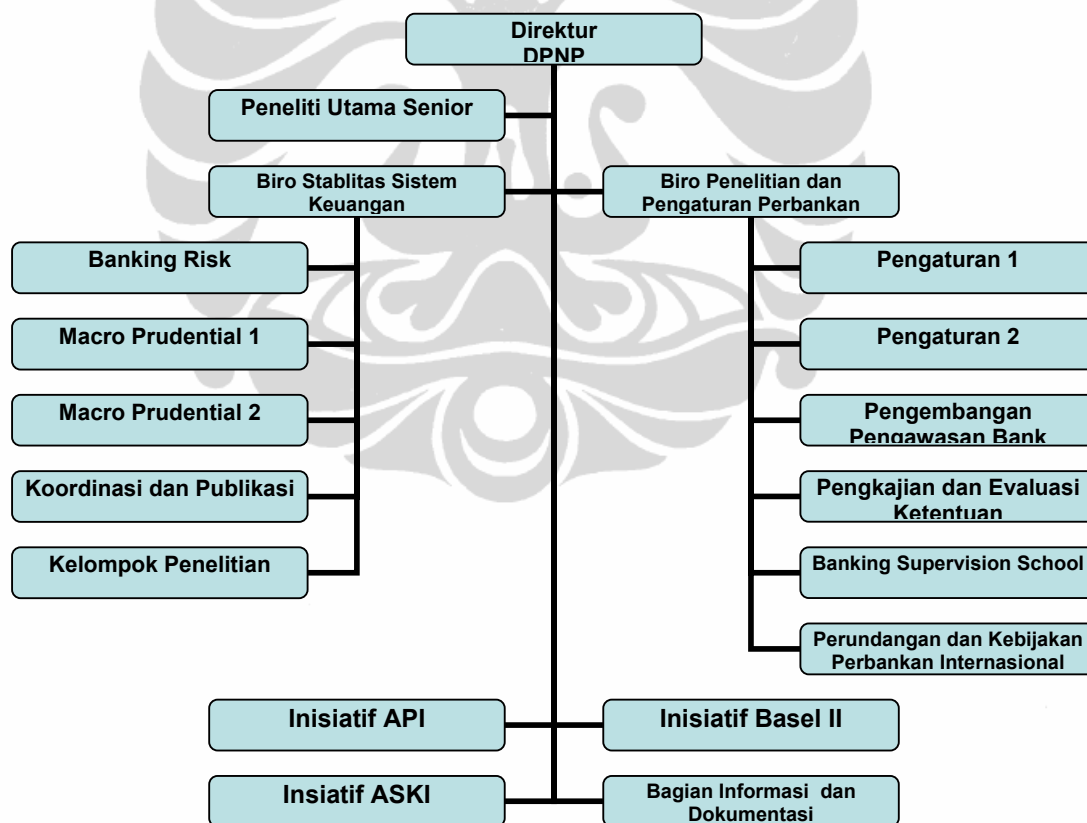 Direktur
DPNP
Peneliti Utama Senior
Biro Stablitas Sistem
Keuangan
Biro Penelitian dan
Pengaturan Perbankan
Banking Risk
Macro Prudential 1
Macro Prudential 2
Koordinasi dan Publikasi
Kelompok Penelitian
Pengaturan 1
Pengaturan 2
Pengembangan
Pengawasan Bank
Pengkajian dan Evaluasi
Ketentuan
Banking Supervision School
Perundangan dan Kebijakan
Perbankan Internasional
Inisiatif API
Inisiatif Basel II
Insiatif ASKI
Bagian Informasi dan
Dokumentasi